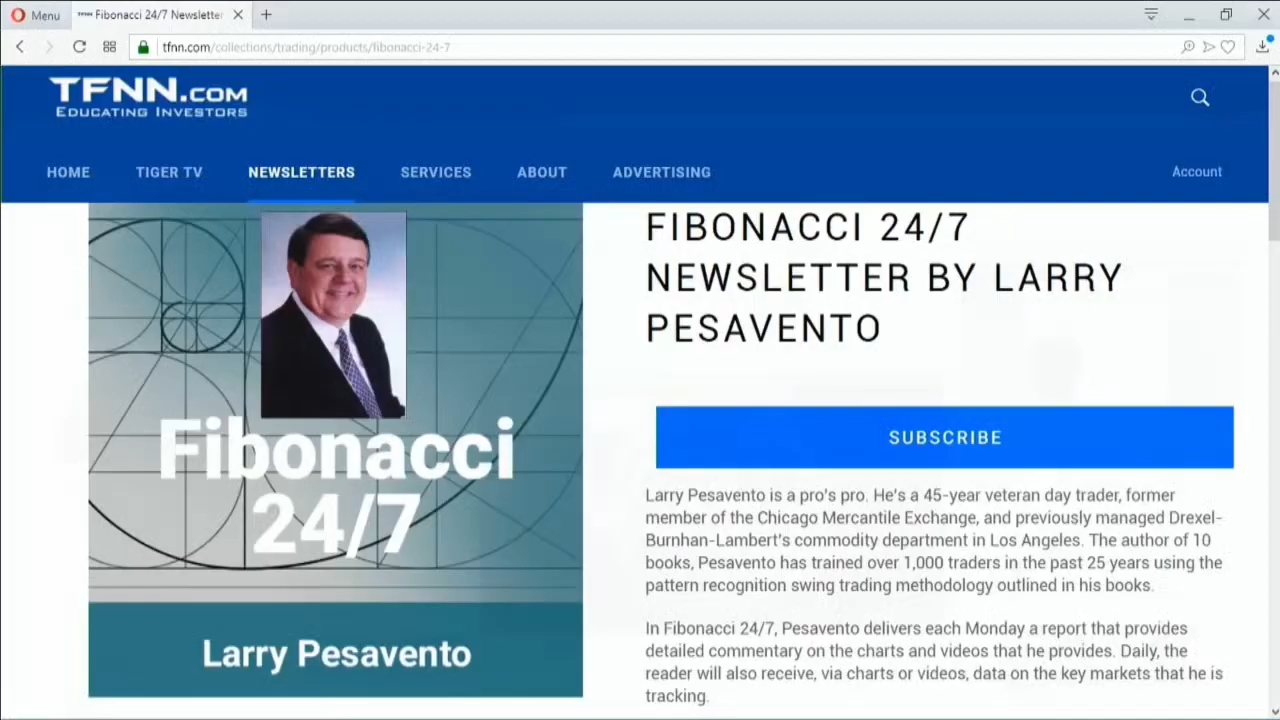 Menu
Fibonacci 24/7 Newsletter
tfnn.com/collections/trading/products/fibonacci-24-7
TFNN.COM
EDUCATING INVESTORS
HOME
TIGER TV
NEWSLETTERS
SERVICES
ABOUT
ADVERTISING
Account
Fibonacci
24/7
Larry Pesavento
FIBONACCI 24/7
NEWSLETTER BY LARRY
PESAVENTO
SUBSCRIBE
Larry Pesavento is a pro's pro. He's a 45-year veteran day trader, former
member of the Chicago Mercantile Exchange, and previously managed Drexel-
Burnhan-Lambert's commodity department in Los Angeles. The author of 10
books, Pesavento has trained over 1,000 traders in the past 25 years using the
pattern recognition swing trading methodology outlined in his books.
In Fibonacci 24/7, Pesavento delivers each Monday a report that provides
detailed commentary on the charts and videos that he provides. Daily, the
reader will also receive, via charts or videos, data on the key markets that he is
tracking.